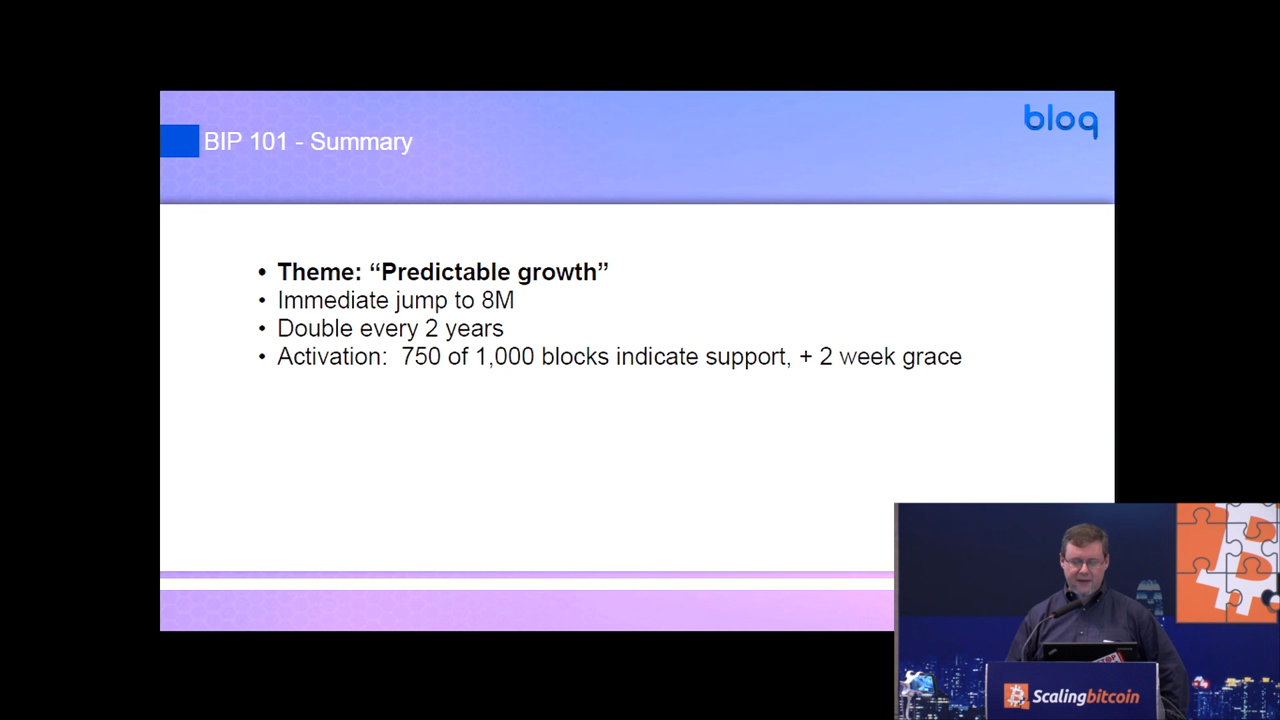 bloq
BIP 101 - Summary
• Theme: “Predictable growth”
• Immediate jump to 8M
• Double every 2 years
• Activation:  750 of 1,000 blocks indicate support, + 2 week grace
Scalingbitcoin